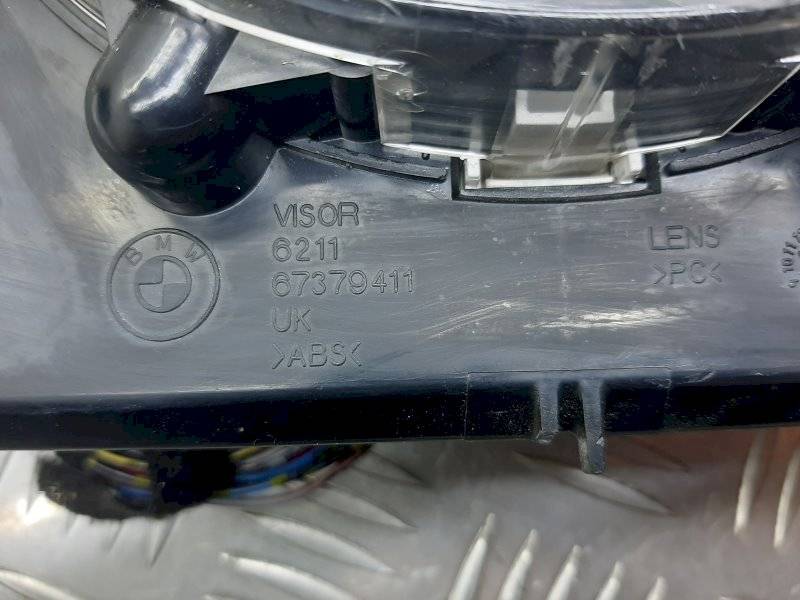 BMW
VISOR
6211
67379411
UK
>ABS<
LENS
>PC<